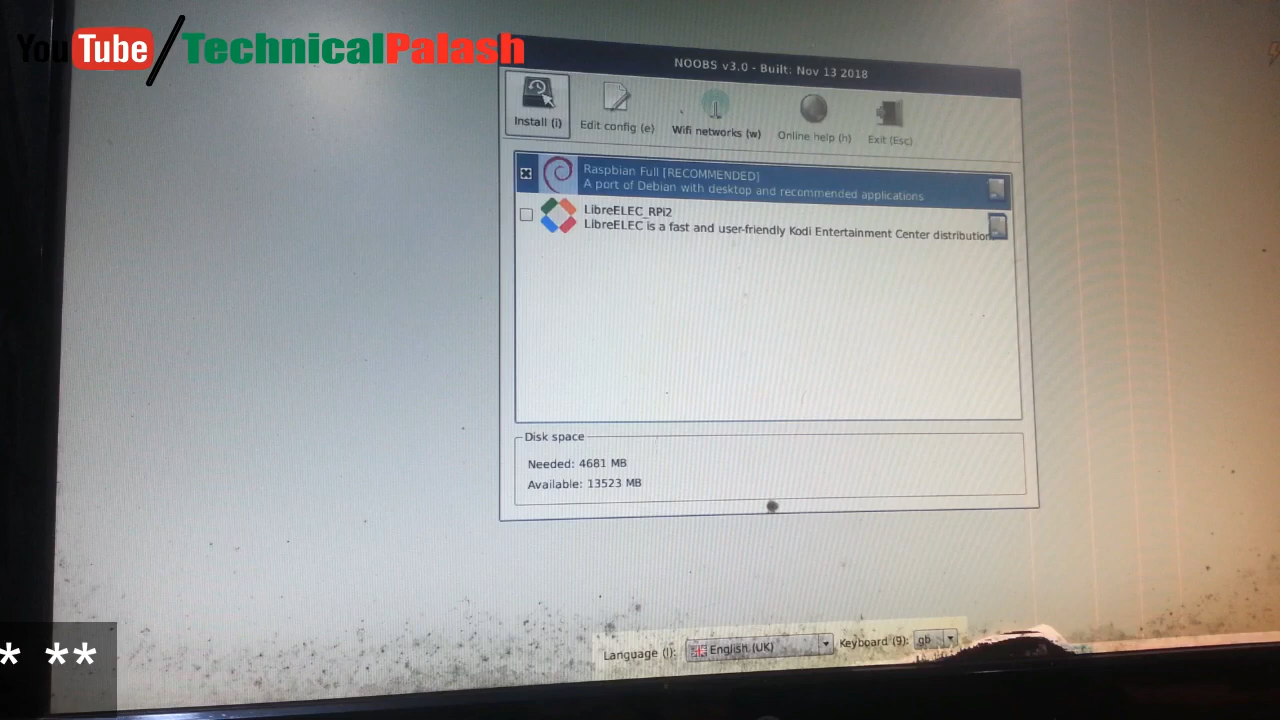 YouTube/TechnicalPalash
NOOBS v3.0 - Built: Nov 13 2018
Install (i) Edit config (e) Wifi networks (w) Online help (h) Exit (Esc)
Raspbian Full [RECOMMENDED]
A port of Debian with desktop and recommended applications
LibreELEC_RPi2
LibreELEC is a fast and user-friendly Kodi Entertainment Center distribution
Disk space
Needed: 4681 MB
Available: 13523 MB
* **
Language (l): English (UK) Keyboard (9): gb